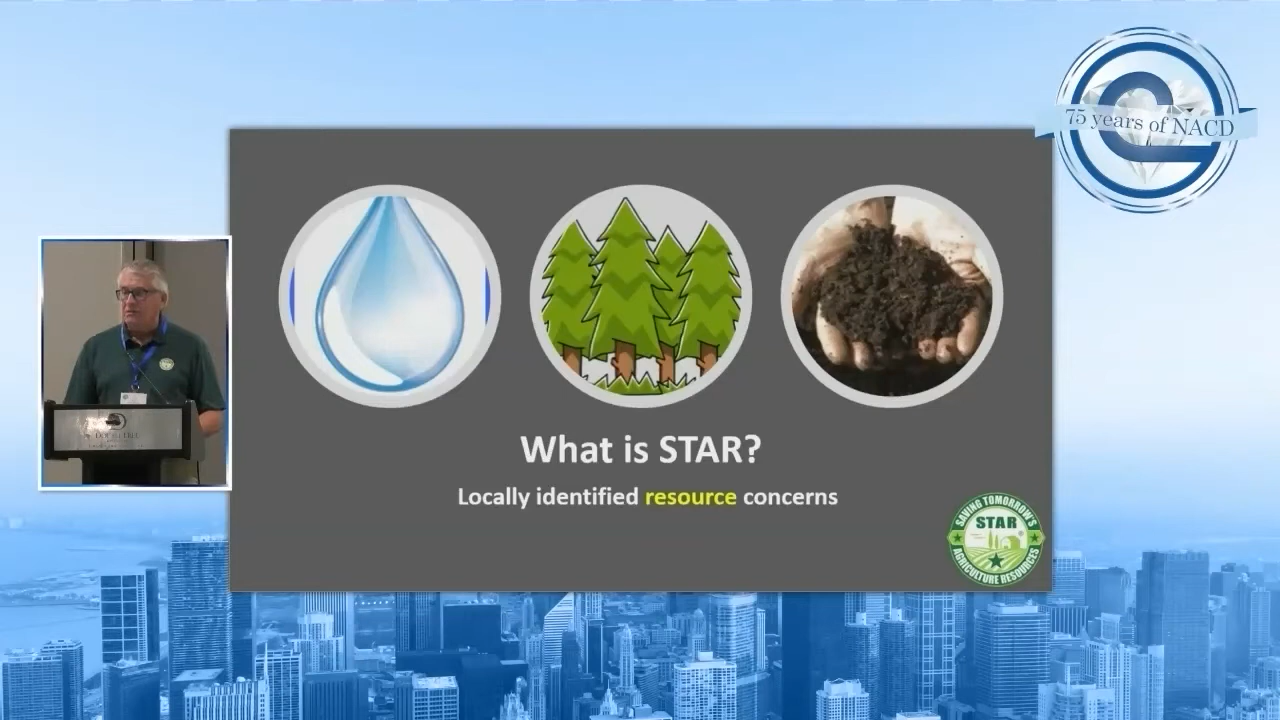 75 years of NACD
What is STAR?
Locally identified resource concerns
SAVING TOMORROW'S
STAR
AGRICULTURE RESOURCES